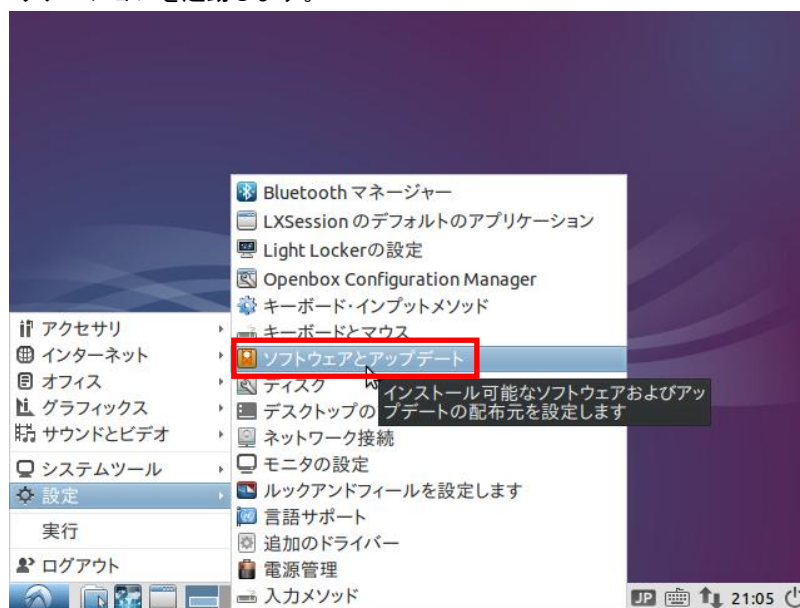 Bluetooth マネージャー
LXSession のデフォルトのアプリケーション
Light Lockerの設定
Openbox Configuration Manager
キーボード・インプットメソッド
キーボードとマウス
ソフトウェアとアップデート
ディスク
デスクトップの
ネットワーク接続
モニタの設定
ルックアンドフィールを設定します
言語サポート
追加のドライバー
電源管理
入力メソッド
インストール可能なソフトウェアおよびアッ
プデートの配布元を設定します
アクセサリ
インターネット
オフィス
グラフィックス
サウンドとビデオ
システムツール
設定
実行
ログアウト
JP
21:05